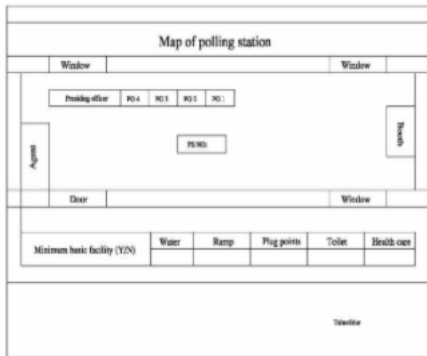 Map of polling station
Window Window
Presiding officer PO 4 PO 3 PO 2 PO 1
Booth
Agent
PS NO:
Door Window
Minimum basic facility (Y/N) Water Ramp Plug points Toilet Health care